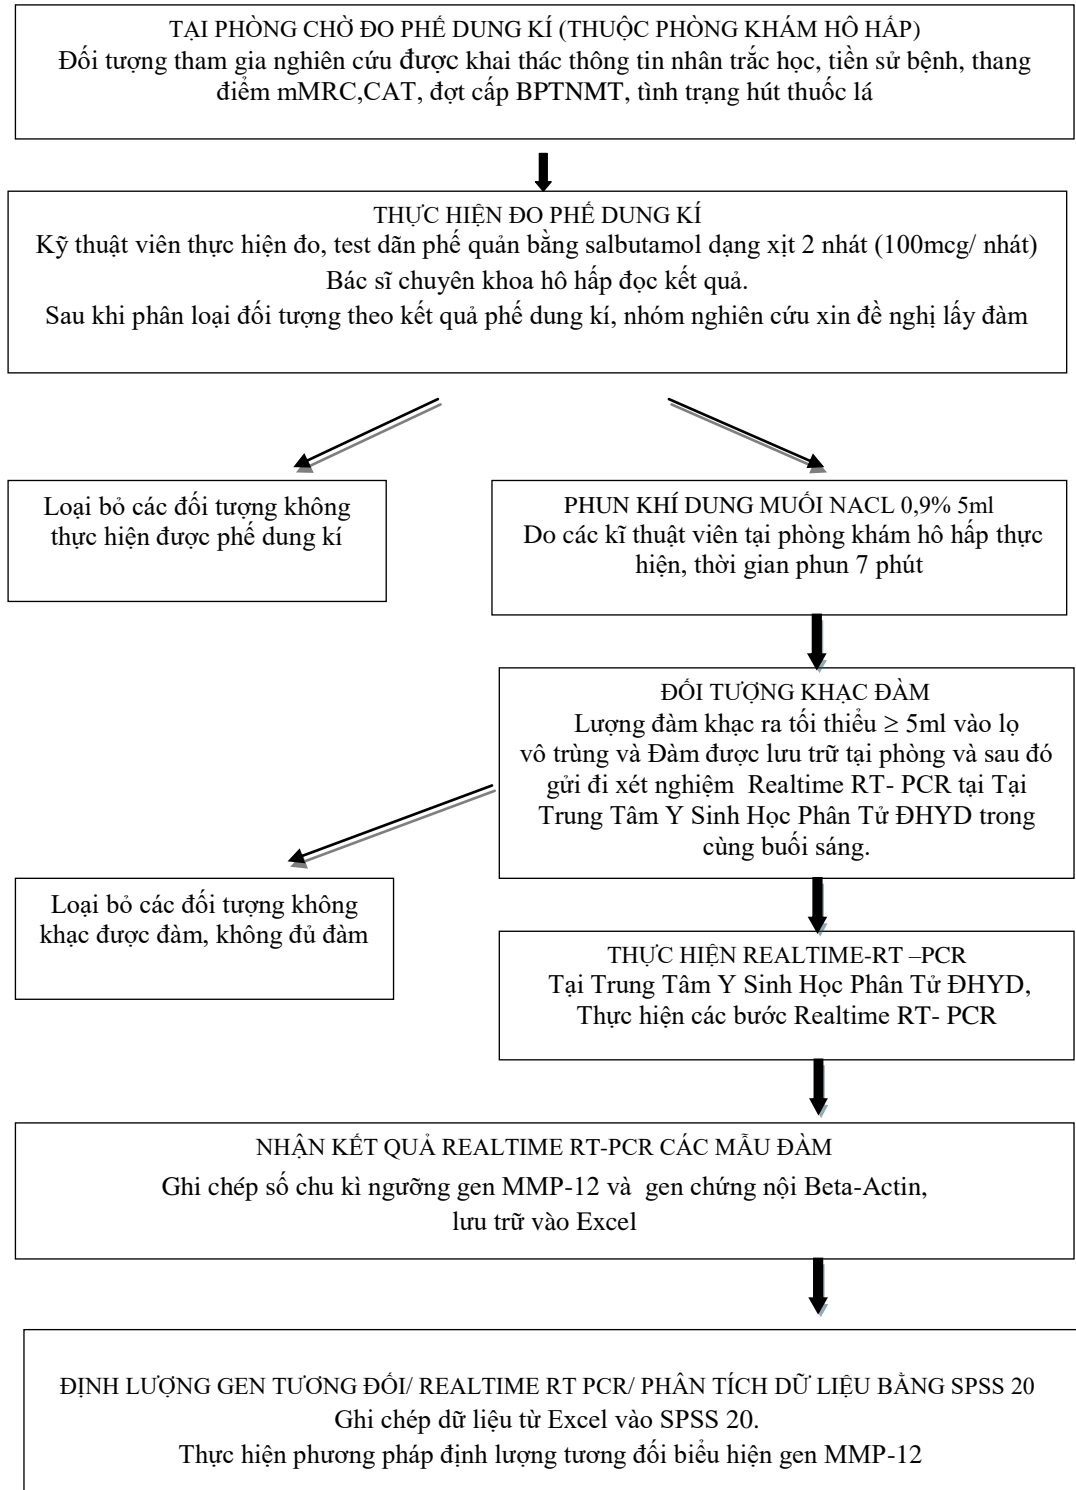 TẠI PHÒNG CHỜ ĐO PHẾ DUNG KÍ (THUỘC PHÒNG KHÁM HÔ HẤP)
Đối tượng tham gia nghiên cứu được khai thác thông tin nhân trắc học, tiền sử bệnh, thang
điểm mMRC,CAT, đợt cấp BPTNMT, tình trạng hút thuốc lá
THỰC HIỆN ĐO PHẾ DUNG KÍ
Kỹ thuật viên thực hiện đo, test dãn phế quản bằng salbutamol dạng xịt 2 nhát (100mcg/ nhát)
Bác sĩ chuyên khoa hô hấp đọc kết quả.
Sau khi phân loại đối tượng theo kết quả phế dung kí, nhóm nghiên cứu xin đề nghị lấy đàm
Loại bỏ các đối tượng không
thực hiện được phế dung kí
PHUN KHÍ DUNG MUỐI NACL 0,9% 5ml
Do các kĩ thuật viên tại phòng khám hô hấp thực
hiện, thời gian phun 7 phút
ĐỐI TƯỢNG KHẠC ĐÀM
Lượng đàm khạc ra tối thiểu ≥ 5ml vào lọ
vô trùng và Đàm được lưu trữ tại phòng và sau đó
gửi đi xét nghiệm Realtime RT- PCR tại Tại
Trung Tâm Y Sinh Học Phân Tử ĐHYD trong
cùng buổi sáng.
Loại bỏ các đối tượng không
khạc được đàm, không đủ đàm
THỰC HIỆN REALTIME-RT –PCR
Tại Trung Tâm Y Sinh Học Phân Tử ĐHYD,
Thực hiện các bước Realtime RT- PCR
NHẬN KẾT QUẢ REALTIME RT-PCR CÁC MẪU ĐÀM
Ghi chép số chu kì ngưỡng gen MMP-12 và gen chứng nội Beta-Actin,
lưu trữ vào Excel
ĐỊNH LƯỢNG GEN TƯƠNG ĐỐI/ REALTIME RT PCR/ PHÂN TÍCH DỮ LIỆU BẰNG SPSS 20
Ghi chép dữ liệu từ Excel vào SPSS 20.
Thực hiện phương pháp định lượng tương đối biểu hiện gen MMP-12